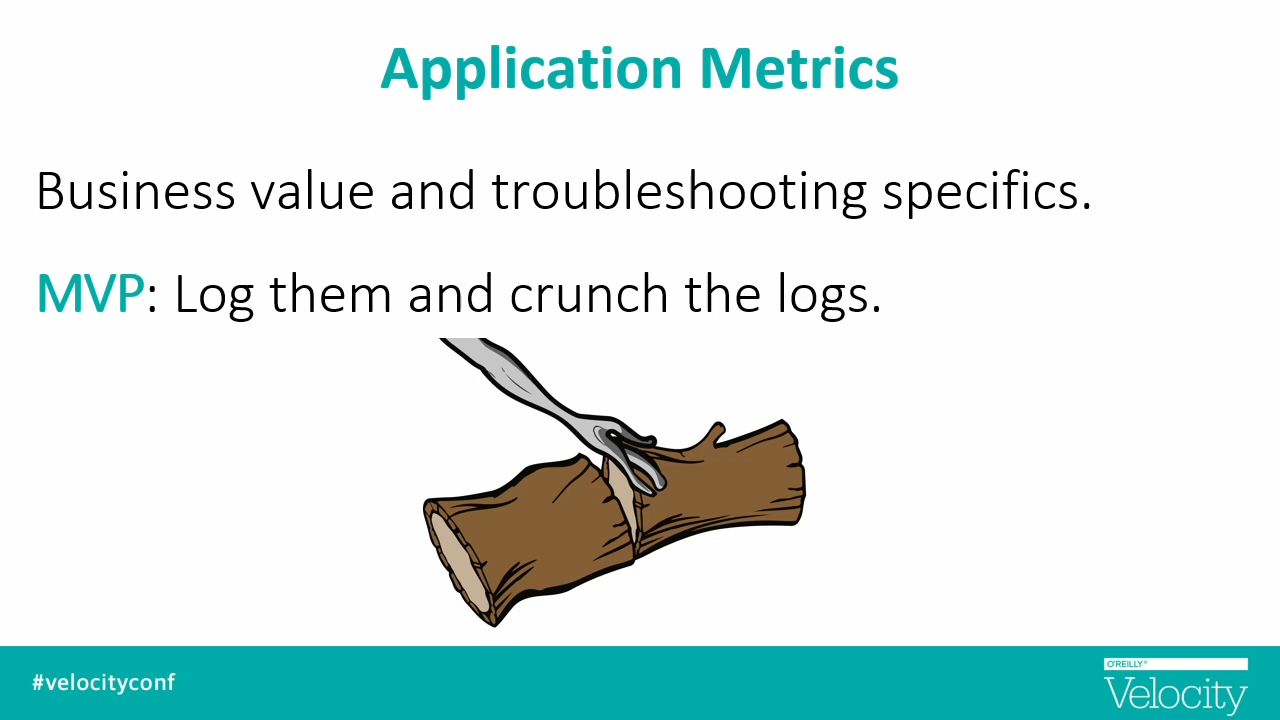 Application Metrics
Business value and troubleshooting specifics.
MVP: Log them and crunch the logs.
#velocityconf
O'REILLY®
Velocity